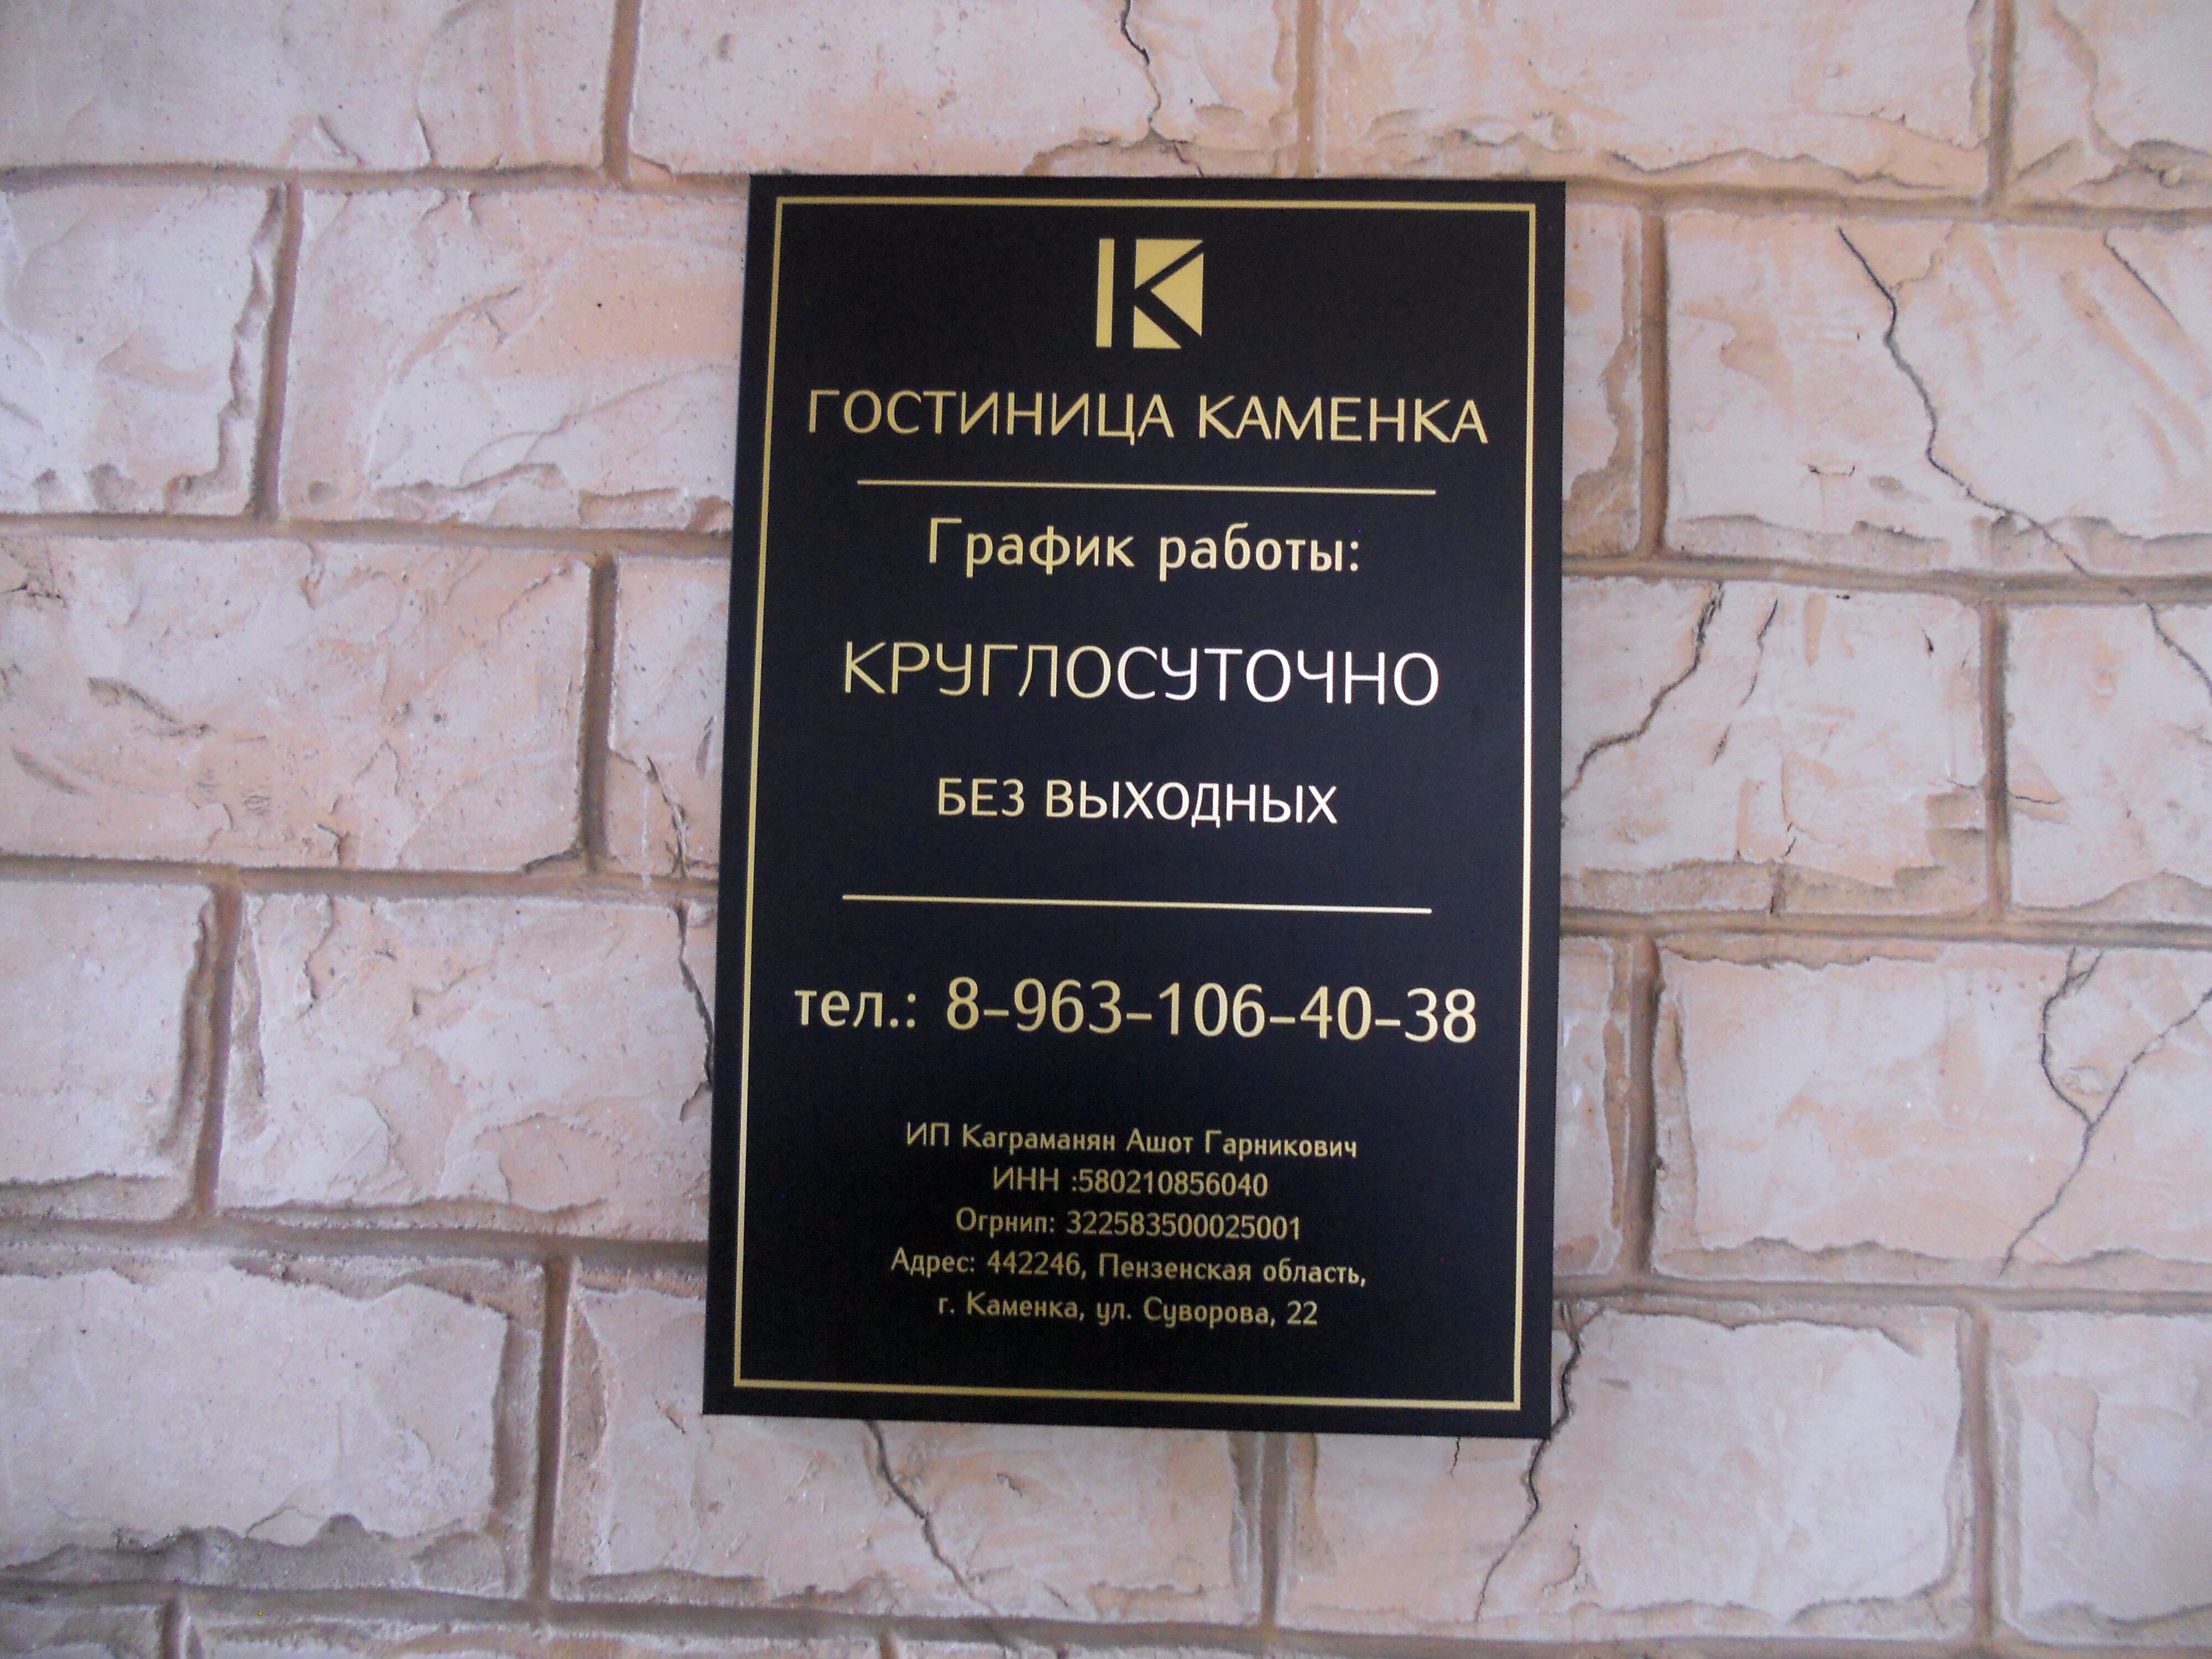 K
ГОСТИНИЦА КАМЕНКА
График работы:
КРУГЛОСУТОЧНО
БЕЗ ВЫХОДНЫХ
тел.: 8-963-106-40-38
ИП Каграманян Ашот Гарникович
ИНН :580210856040
Огрнип: 322583500025001
Адрес: 442246, Пензенская область,
г. Каменка, ул. Суворова, 22